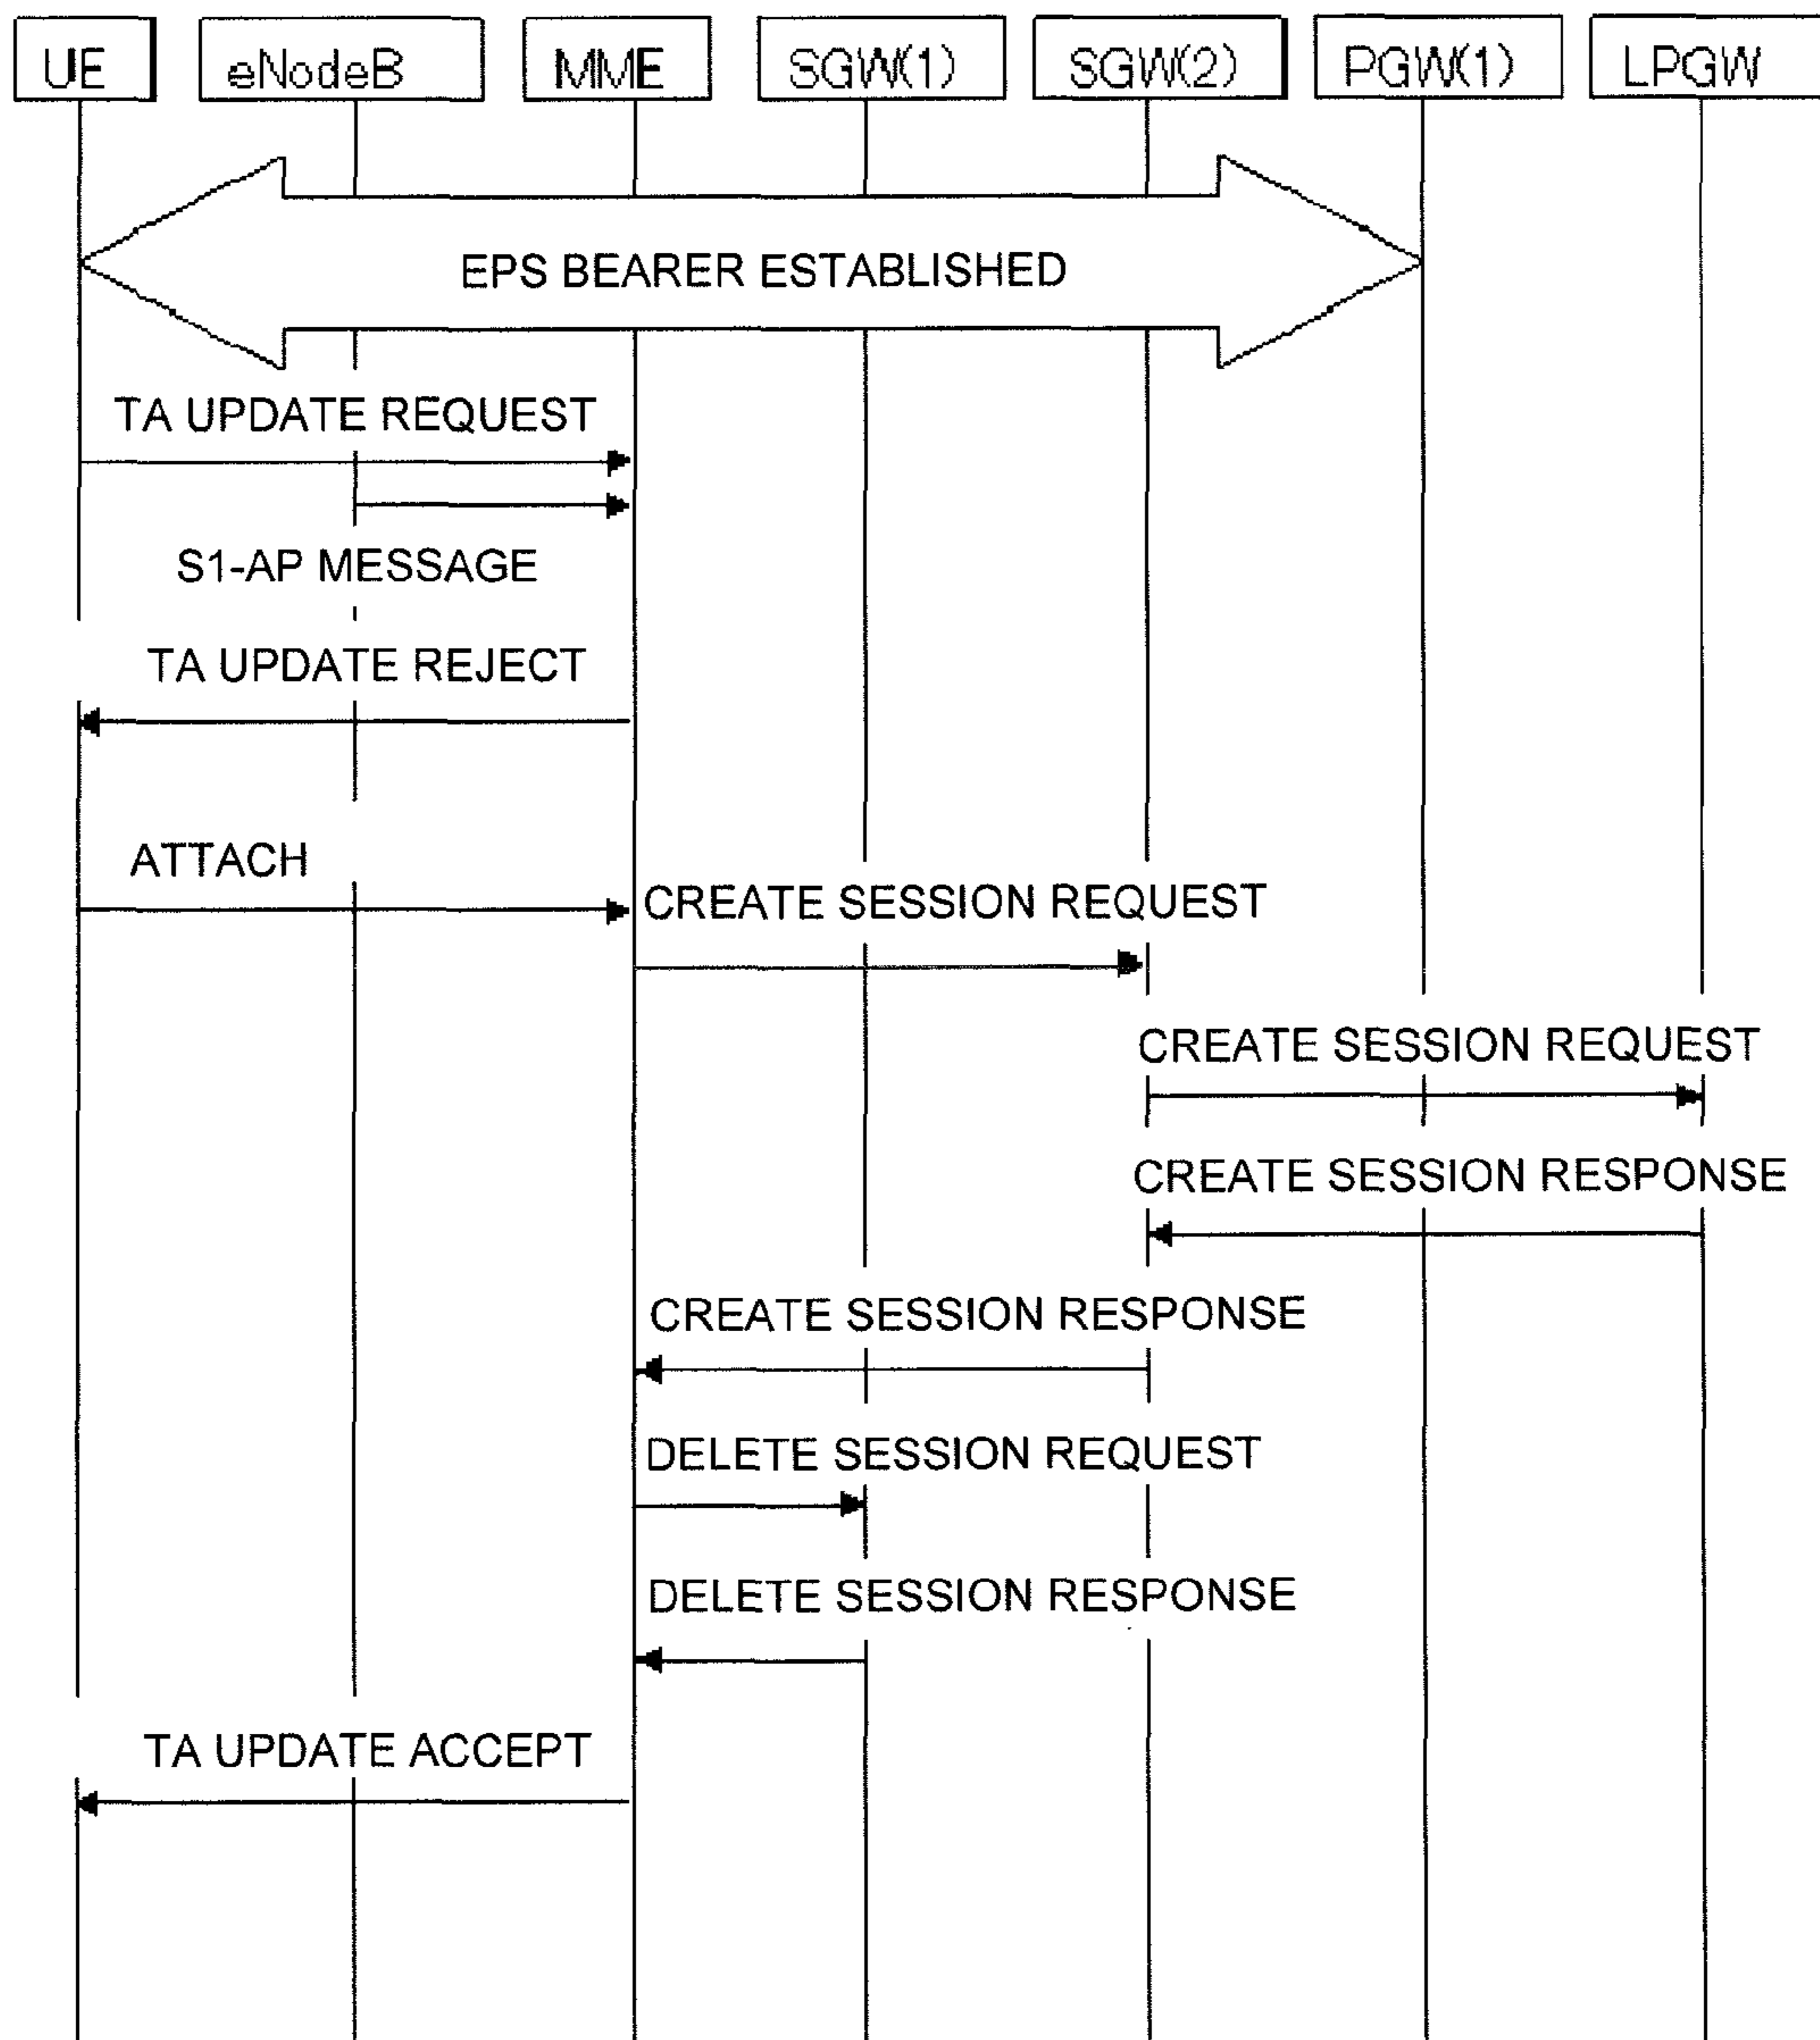 UE eNodeB MME SGW(1) SGW(2) PGW(1) LPGW
EPS BEARER ESTABLISHED
TA UPDATE REQUEST
S1-AP MESSAGE
TA UPDATE REJECT
ATTACH
CREATE SESSION REQUEST
CREATE SESSION REQUEST
CREATE SESSION RESPONSE
CREATE SESSION RESPONSE
DELETE SESSION REQUEST
DELETE SESSION RESPONSE
TA UPDATE ACCEPT